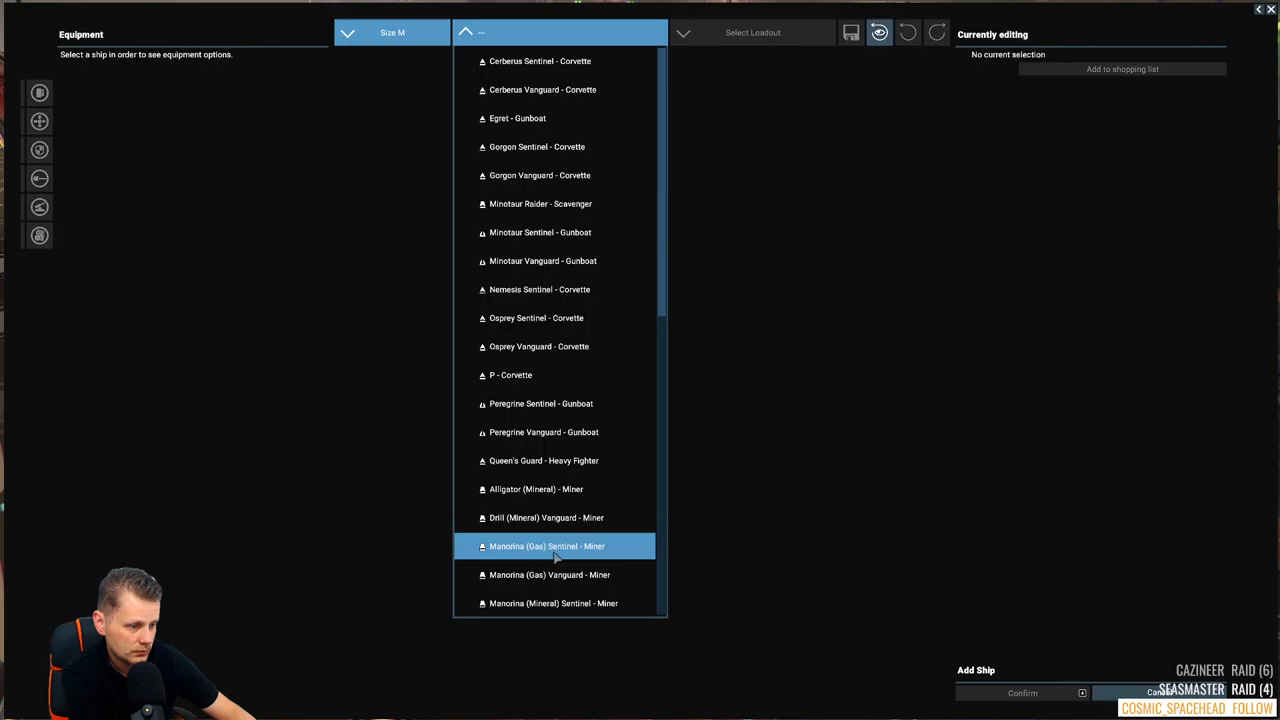 Equipment
Select a ship in order to see equipment options.
Size M
--
Select Loadout
Currently editing
No current selection
Add to shopping list
Cerberus Sentinel - Corvette
Cerberus Vanguard - Corvette
Egret - Gunboat
Gorgon Sentinel - Corvette
Gorgon Vanguard - Corvette
Minotaur Raider - Scavenger
Minotaur Sentinel - Gunboat
Minotaur Vanguard - Gunboat
Nemesis Sentinel - Corvette
Osprey Sentinel - Corvette
Osprey Vanguard - Corvette
P - Corvette
Peregrine Sentinel - Gunboat
Peregrine Vanguard - Gunboat
Queen's Guard - Heavy Fighter
Alligator (Mineral) - Miner
Drill (Mineral) Vanguard - Miner
Manorina (Gas) Sentinel - Miner
Manorina (Gas) Vanguard - Miner
Manorina (Mineral) Sentinel - Miner
Add Ship
Confirm
CAZINEER RAID (6)
SEASMASTER RAID (4)
COSMIC_SPACEHEAD FOLLOW